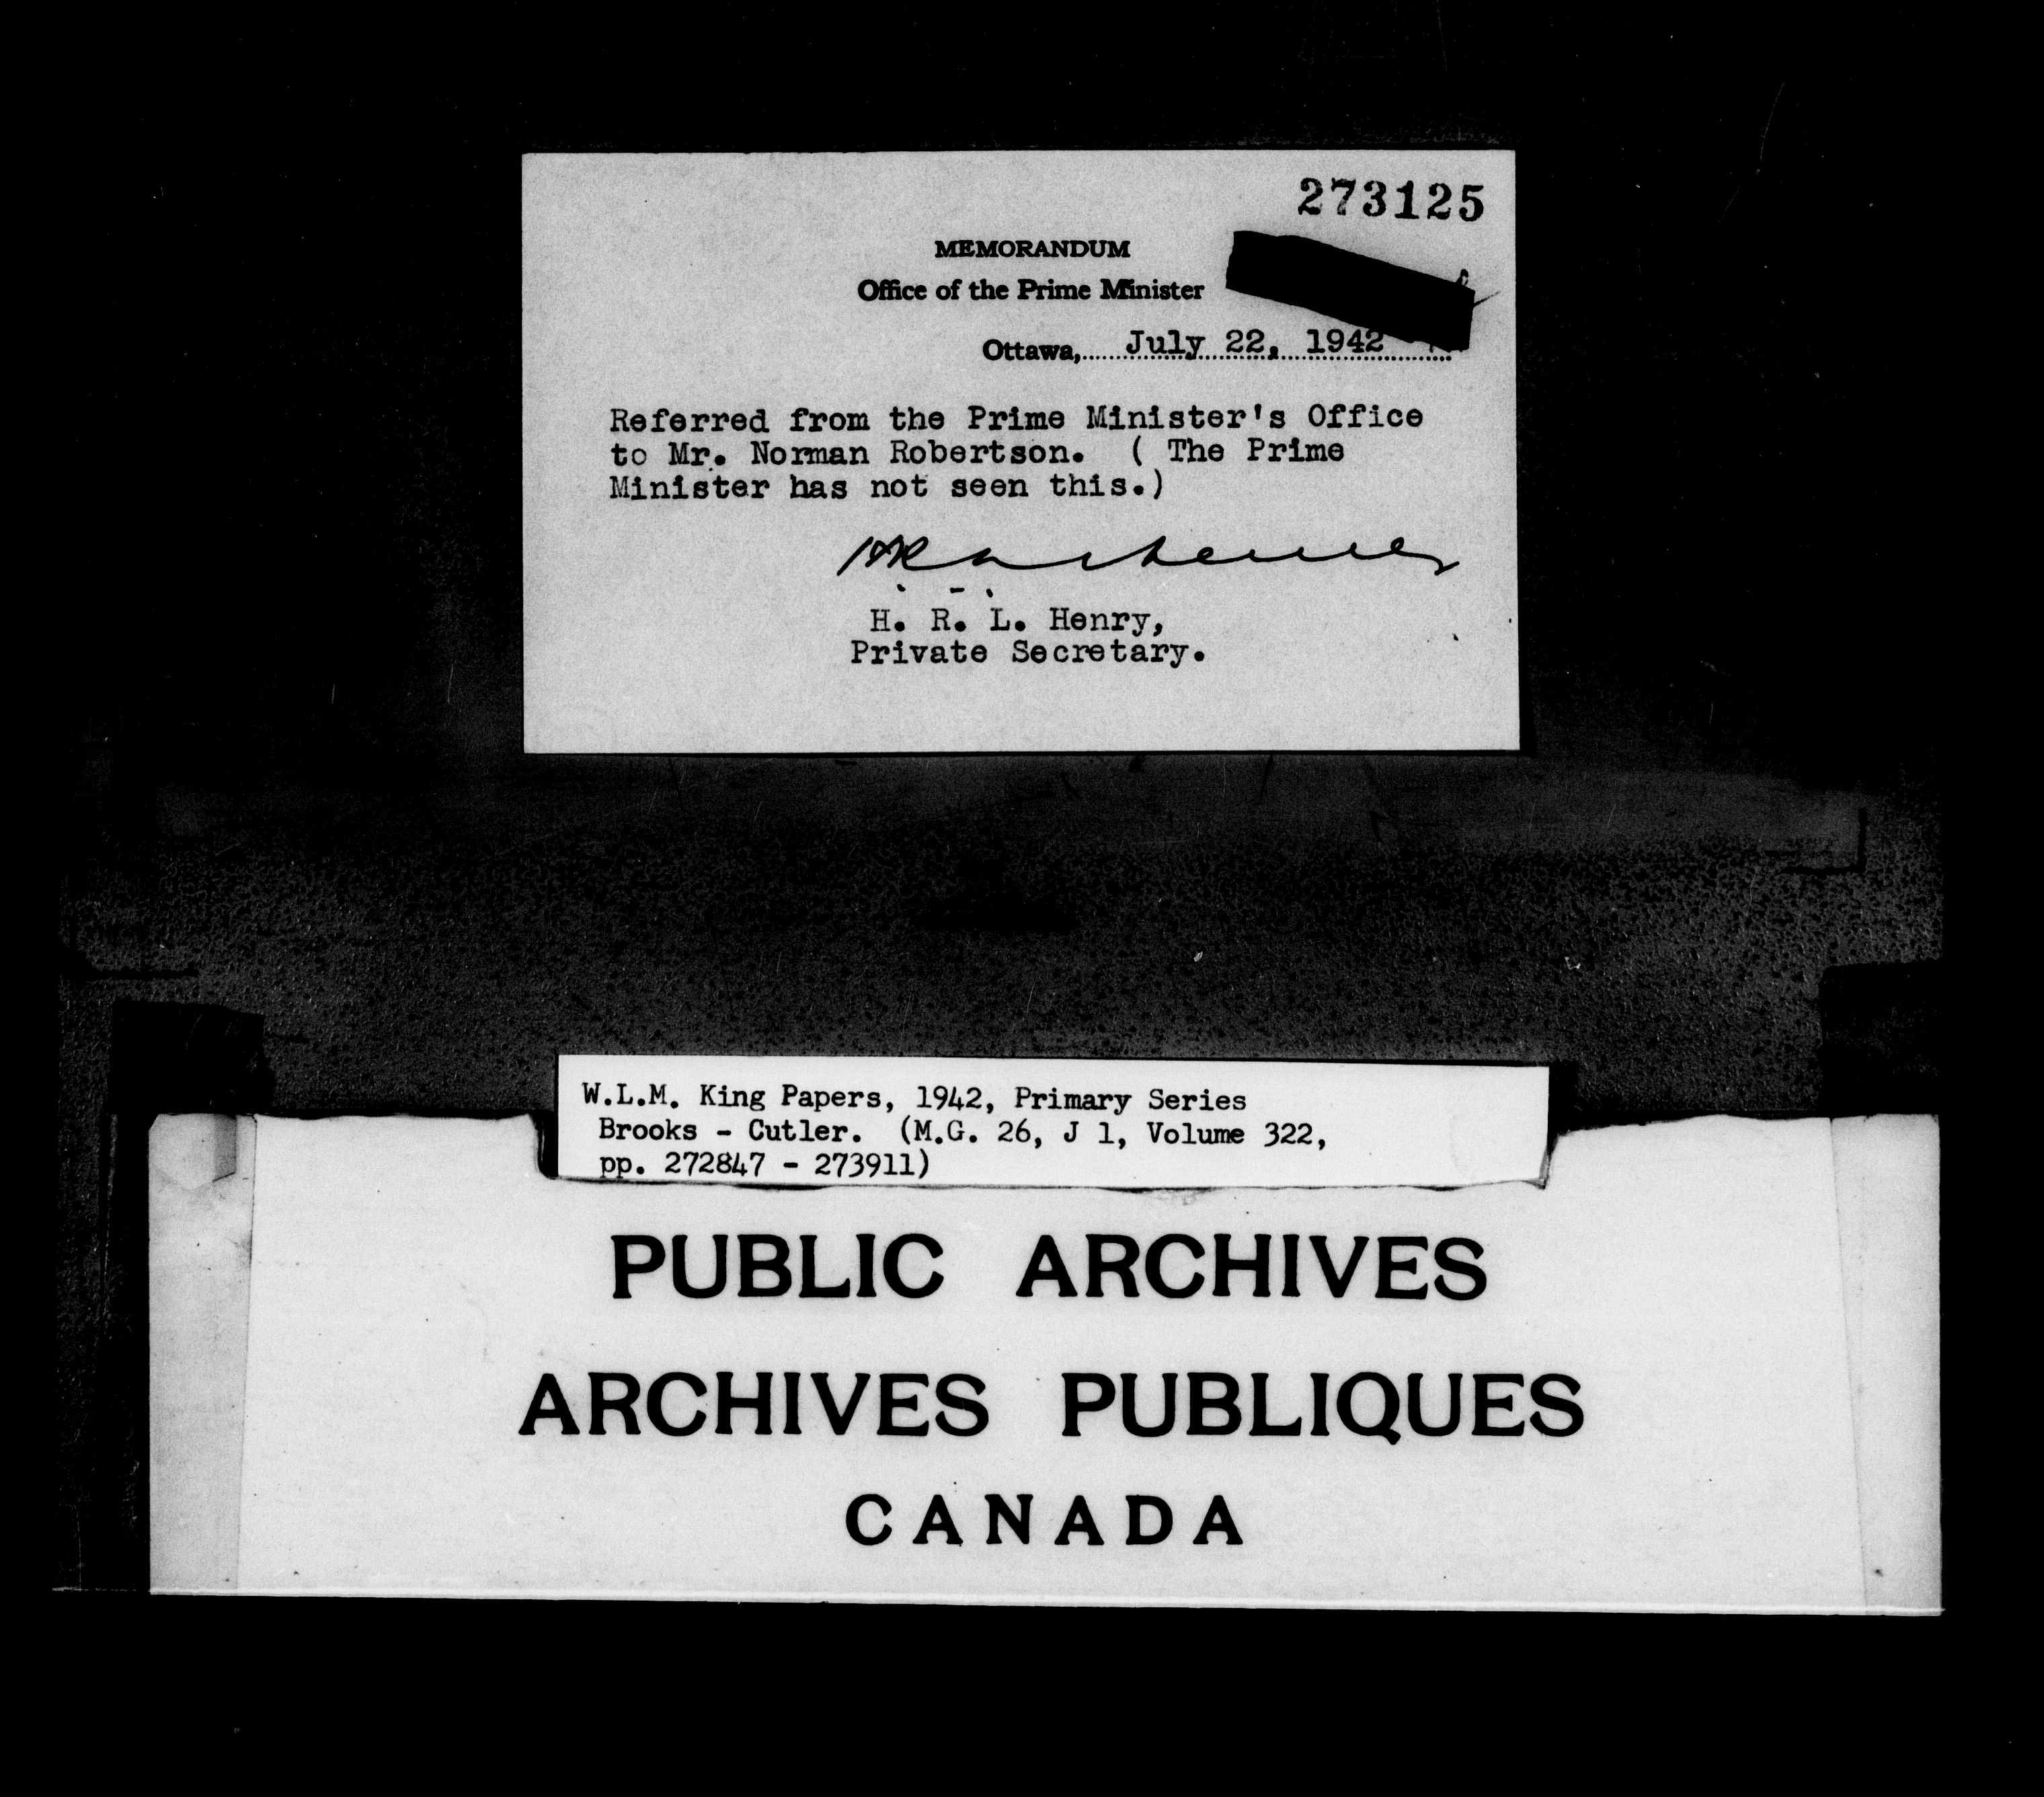 273125
MEMORANDUM
Office of the Prime Minister
Ottawa, July 22, 1942
Referred from the Prime Minister's Office
to Mr. Norman Robertson. ( The Prime
Minister has not seen this.)
H. R. L. Henry,
Private Secretary.
W.L.M. King Papers, 1942, Primary Series
Brooks - Cutler. (M.G. 26, J 1, Volume 322,
pp. 272847 - 273911)
PUBLIC ARCHIVES
ARCHIVES PUBLIQUES
CANADA